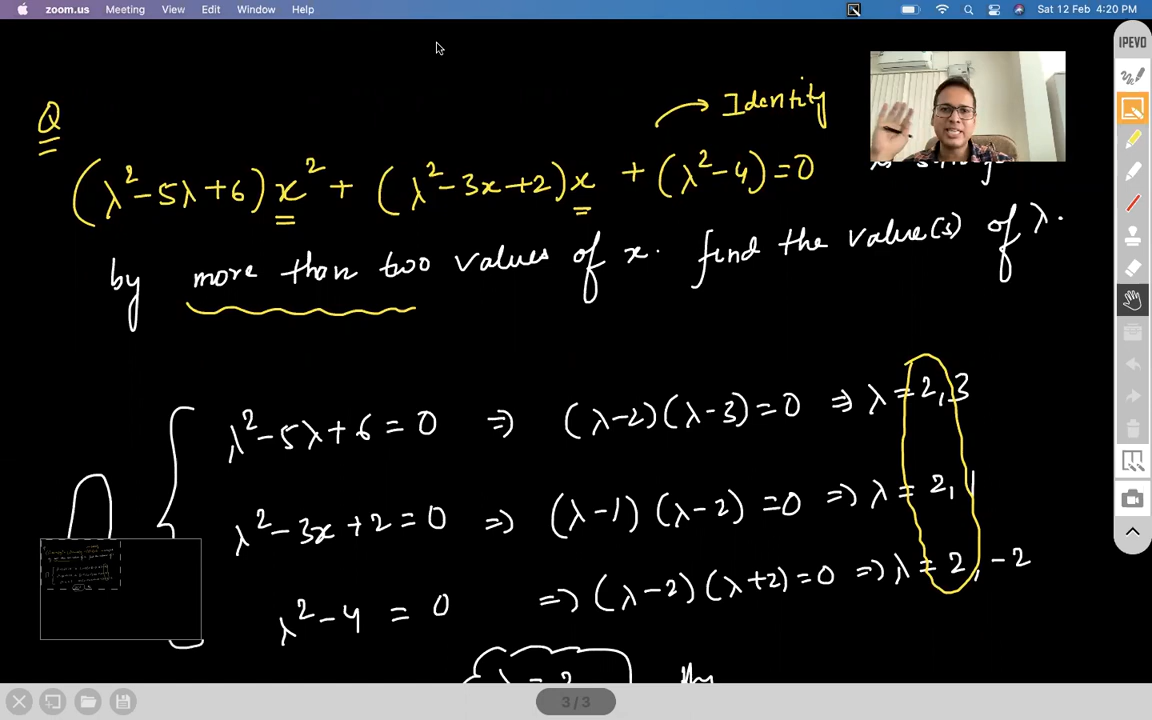 zoom.us Meeting View Edit Window Help Sat 12 Feb 4:20 PM
IPEVO
Q
→ Identity
(λ²-5λ+6)x² + (λ²-3x+2)x + (λ²-4)=0
by more than two values of x. find the value(s) of λ.
λ²-5λ+6=0 ⇒ (λ-2)(λ-3)=0 ⇒ λ=2,3
λ²-3x+2=0 ⇒ (λ-1)(λ-2)=0 ⇒ λ=2,1
λ²-4=0 ⇒ (λ-2)(λ+2)=0 ⇒ λ=2,-2
λ=2
3/3